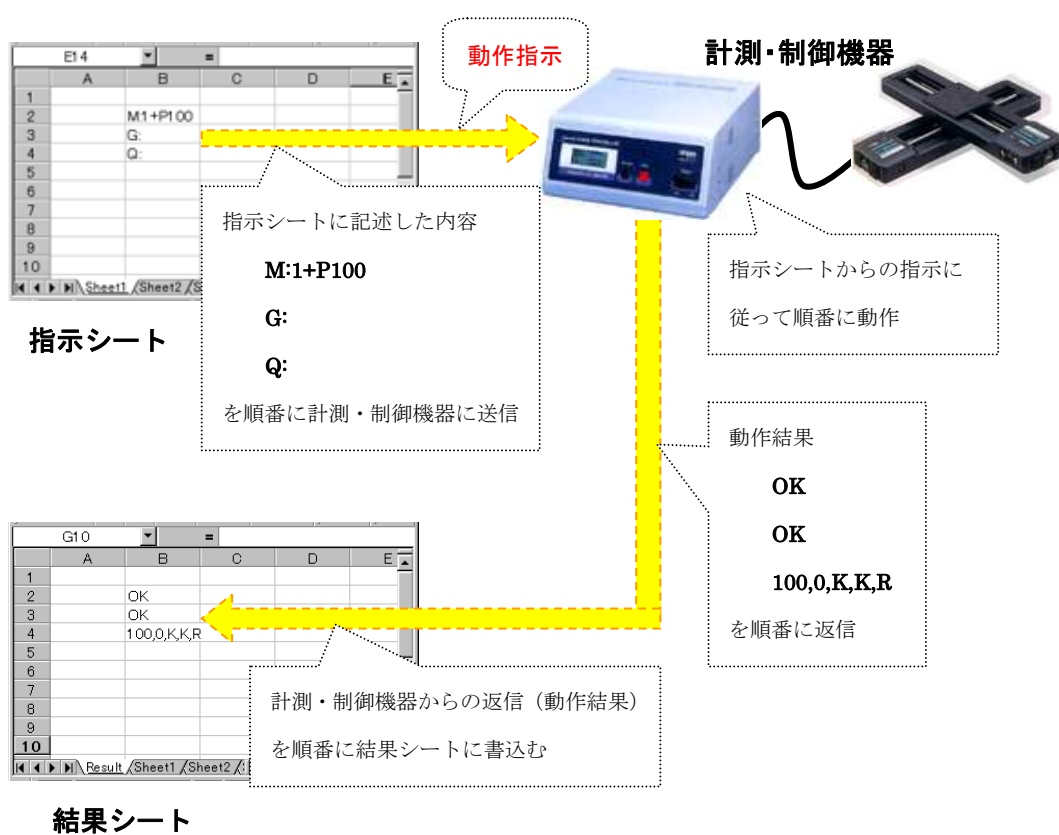 動作指示
計測・制御機器
E14
=
A B C D E
1
2 M:1+P100
3 G:
4 Q:
5
6
7
8
9
10
Sheet1 Sheet2
指示シート
指示シートに記述した内容
M:1+P100
G:
Q:
を順番に計測・制御機器に送信
指示シートからの指示に
従って順番に動作
動作結果
OK
OK
100,0,K,K,R
を順番に返信
G10
=
A B C D E
1
2 OK
3 OK
4 100,0,K,K,R
5
6
7
8
9
10
Result Sheet1 Sheet2
計測・制御機器からの返信（動作結果）
を順番に結果シートに書込む
結果シート